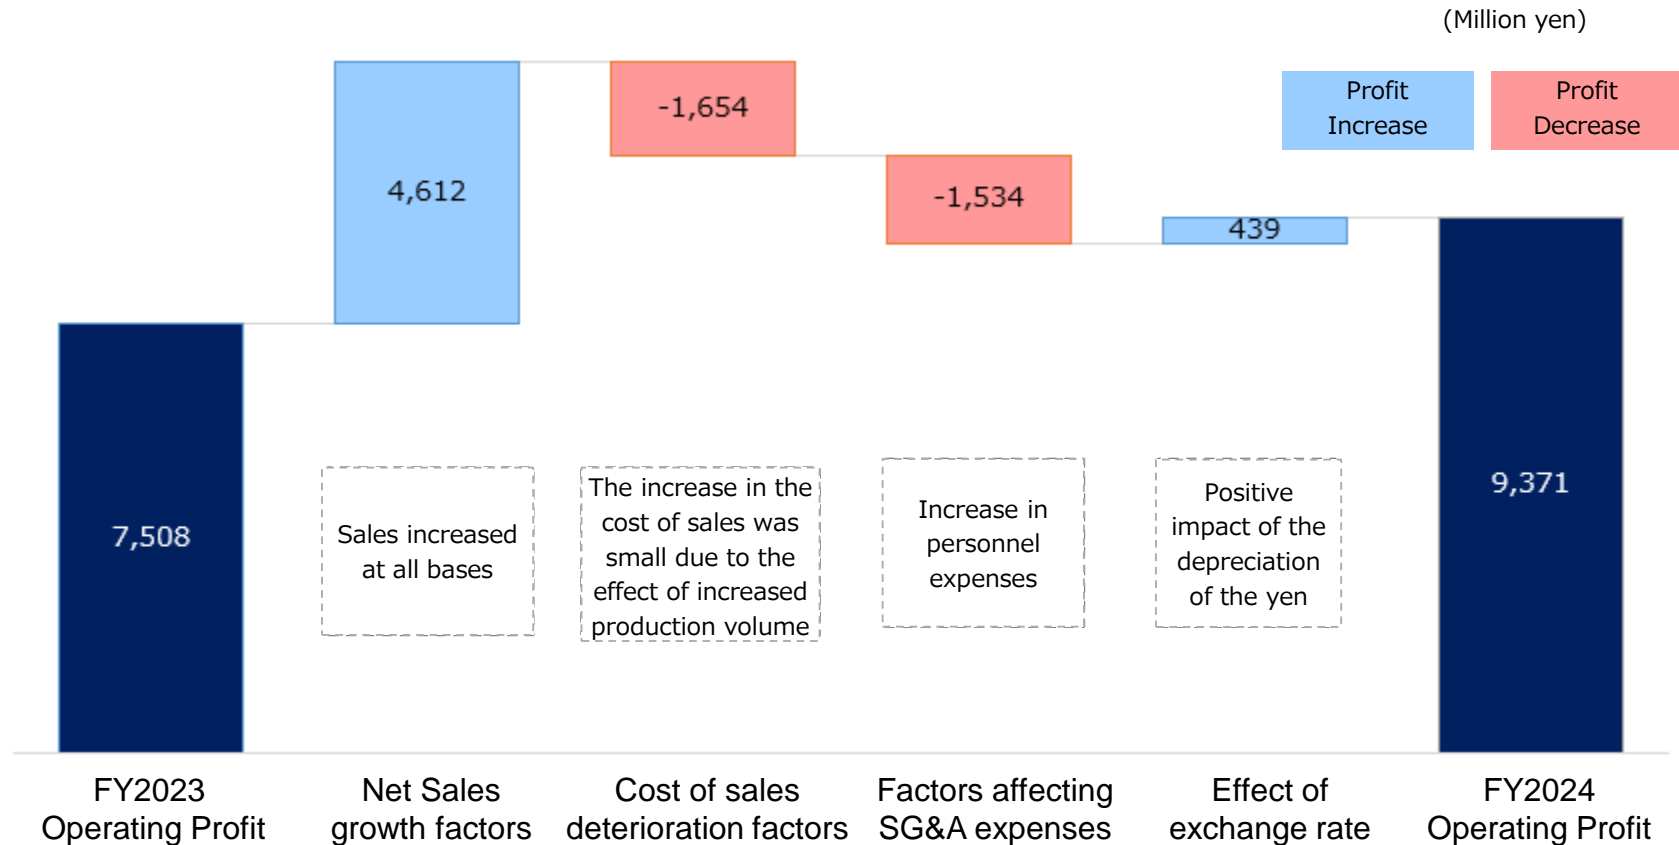 (Million yen)
Profit
Increase
Profit
Decrease
4,612
-1,654
-1,534
439
7,508
9,371
Sales increased
at all bases
The increase in the
cost of sales was
small due to the
effect of increased
production volume
Increase in
personnel
expenses
Positive
impact of the
depreciation
of the yen
FY2023
Operating Profit
Net Sales
growth factors
Cost of sales
deterioration factors
Factors affecting
SG&A expenses
Effect of
exchange rate
FY2024
Operating Profit